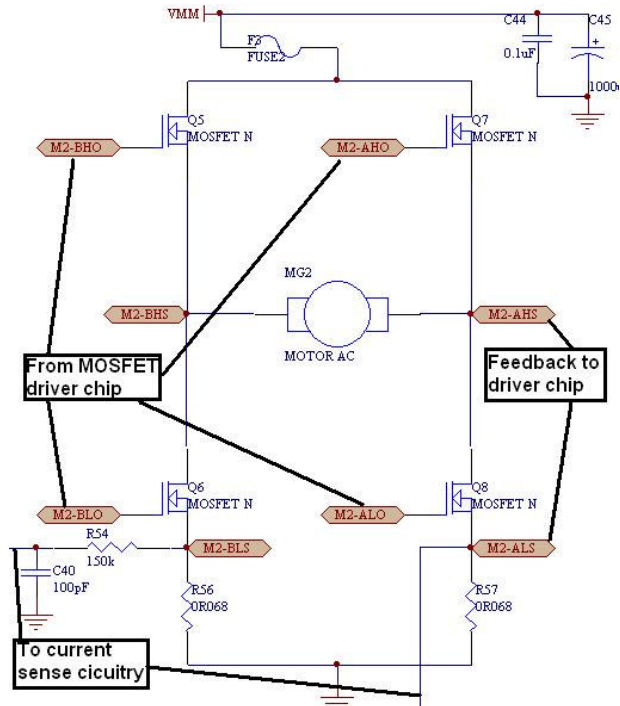 VMM
F3
FUSE2
C44
0.1uF
C45
+
1000u
Q5
MOSFET N
M2-BHO
Q7
MOSFET N
M2-AHO
MG2
M2-BHS
M2-AHS
MOTOR AC
From MOSFET
driver chip
Feedback to
driver chip
Q6
MOSFET N
M2-BLO
Q8
MOSFET N
M2-ALO
R54
150k
M2-BLS
M2-ALS
C40
100pF
R56
0R068
R57
0R068
To current
sense cicuitry